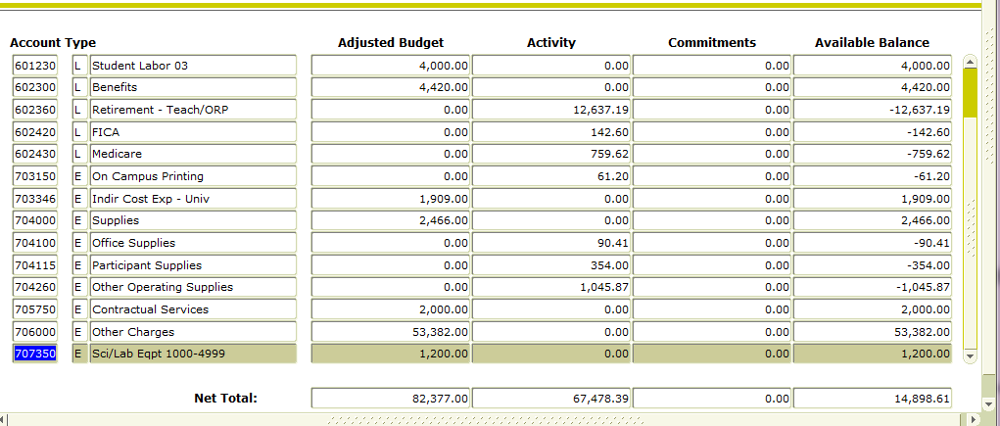 Account Type Adjusted Budget Activity Commitments Available Balance
601230 L Student Labor 03 4,000.00 0.00 0.00 4,000.00
602300 L Benefits 4,420.00 0.00 0.00 4,420.00
602360 L Retirement - Teach/ORP 0.00 12,637.19 0.00 -12,637.19
602420 L FICA 0.00 142.60 0.00 -142.60
602430 L Medicare 0.00 759.62 0.00 -759.62
703150 E On Campus Printing 0.00 61.20 0.00 -61.20
703346 E Indir Cost Exp - Univ 1,909.00 0.00 0.00 1,909.00
704000 E Supplies 2,466.00 0.00 0.00 2,466.00
704100 E Office Supplies 0.00 90.41 0.00 -90.41
704115 E Participant Supplies 0.00 354.00 0.00 -354.00
704260 E Other Operating Supplies 0.00 1,045.87 0.00 -1,045.87
705750 E Contractual Services 2,000.00 0.00 0.00 2,000.00
706000 E Other Charges 53,382.00 0.00 0.00 53,382.00
707350 E Sci/Lab Eqpt 1000-4999 1,200.00 0.00 0.00 1,200.00
Net Total: 82,377.00 67,478.39 0.00 14,898.61